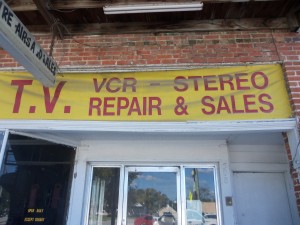 T.V. VCR - STEREO
REPAIR & SALES